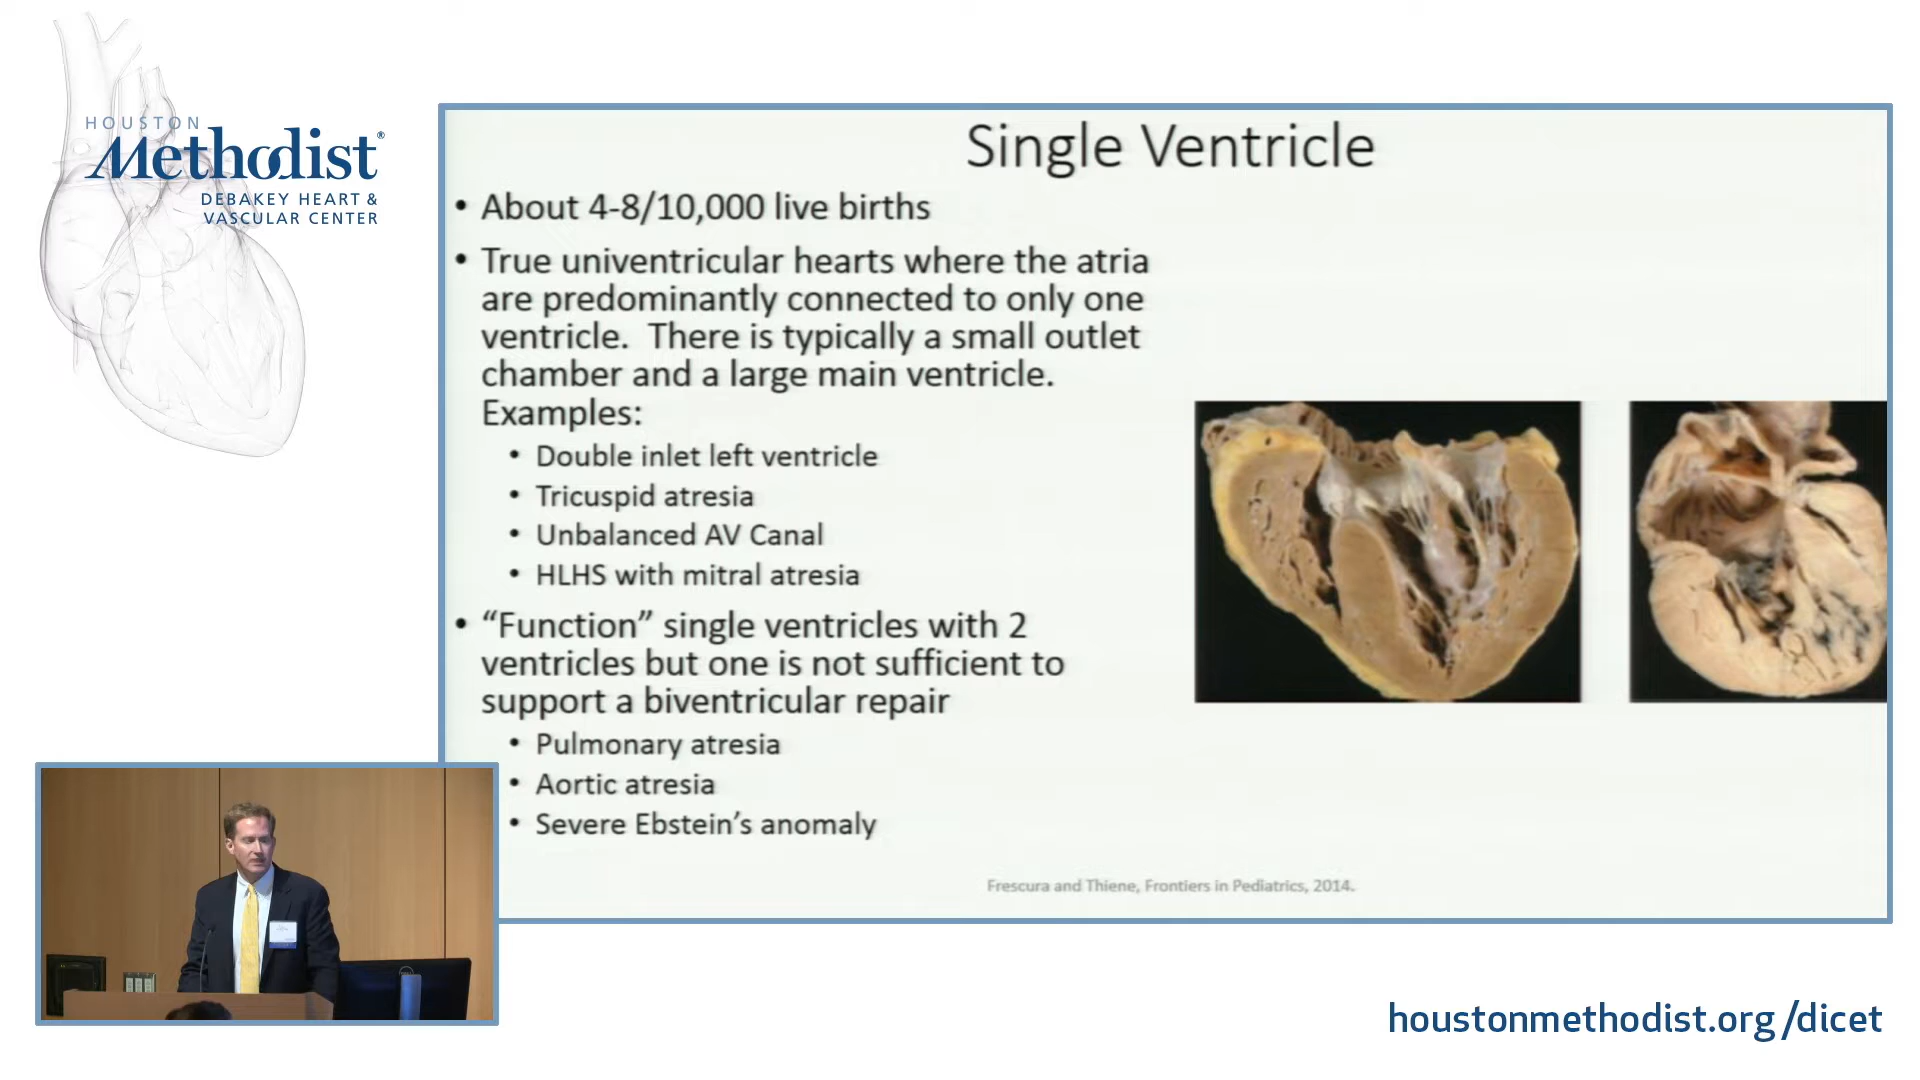 HOUSTON
Methodist®
DEBAKEY HEART &
VASCULAR CENTER
Single Ventricle
• About 4-8/10,000 live births
• True univentricular hearts where the atria
are predominantly connected to only one
ventricle. There is typically a small outlet
chamber and a large main ventricle.
Examples:
• Double inlet left ventricle
• Tricuspid atresia
• Unbalanced AV Canal
• HLHS with mitral atresia
• “Function” single ventricles with 2
ventricles but one is not sufficient to
support a biventricular repair
• Pulmonary atresia
• Aortic atresia
• Severe Ebstein’s anomaly
Frescura and Thiene, Frontiers in Pediatrics, 2014.
houstonmethodist.org/dicet